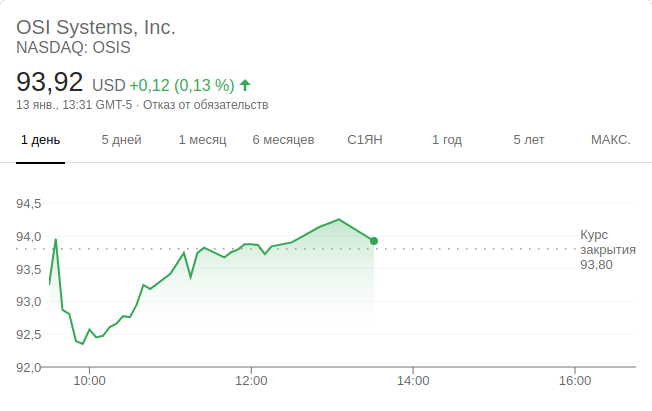 OSI Systems, Inc.
NASDAQ: OSIS
93,92 USD +0,12 (0,13 %)
13 янв., 13:31 GMT-5 · Отказ от обязательств
1 день 5 дней 1 месяц 6 месяцев С1ЯН 1 год 5 лет МАКС.
94,5
94,0
93,5
93,0
92,5
92,0
Курс
закрытия
93,80
10:00 12:00 14:00 16:00